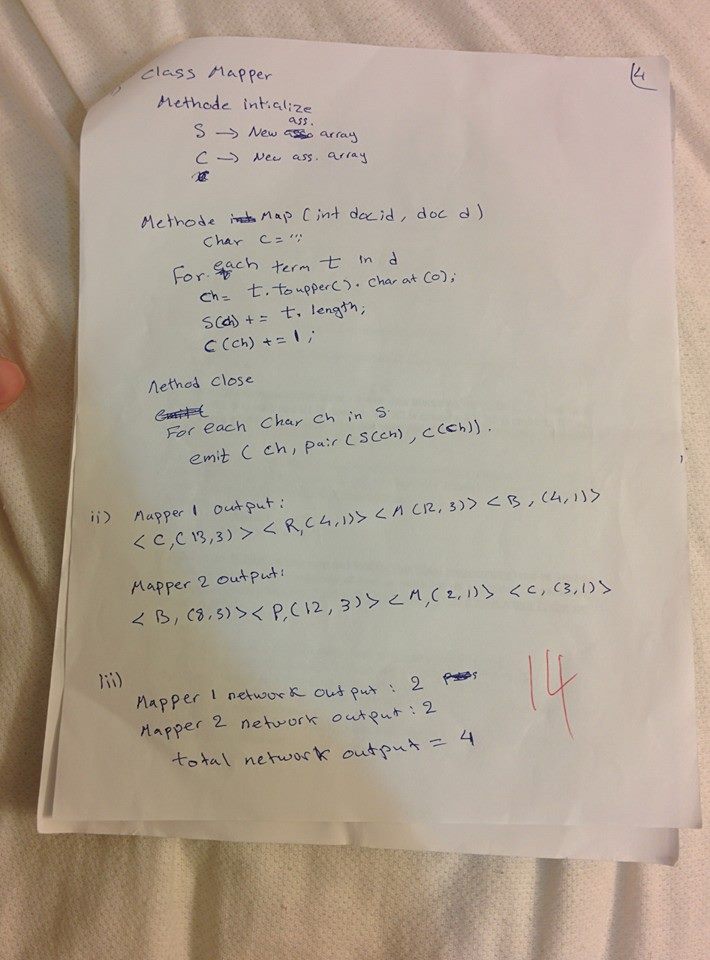 4
Class Mapper
Methode intialize
S → New ass. array
C → New ass. array
Methode Map (int docid, doc d)
char c = '';
For each term t in d
ch = t.toupper().charat(0);
S(ch) += t.length;
C(ch) += 1;
Method close
For each char ch in S
emit (ch, pair(S(ch), C(ch)).
ii) Mapper 1 output:
<C,(13,3)> <R,(4,1)> <M(12,3)> <B,(4,1)>
Mapper 2 output:
<B,(8,3)> <P,(12,3)> <M,(2,1)> <C,(3,1)>
iii)
Mapper 1 network output: 2
Mapper 2 network output: 2
total network output = 4
14